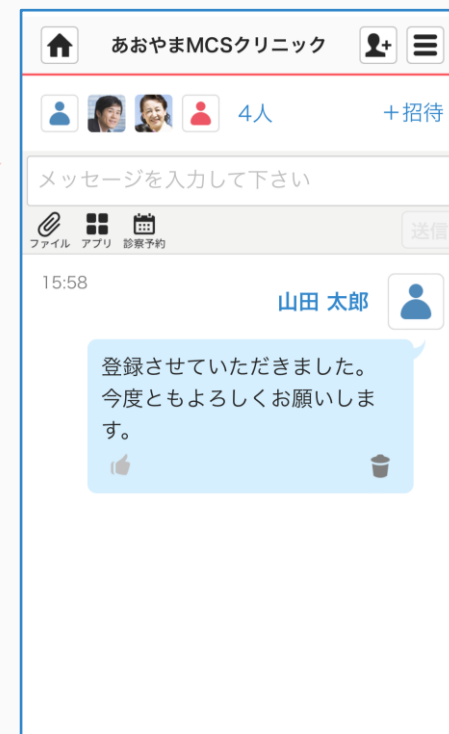 あおやまMCSクリニック
4人
＋招待
メッセージを入力して下さい
ファイル アプリ 診察予約
送信
15:58
山田 太郎
登録させていただきました。
今度ともよろしくお願いしま
す。